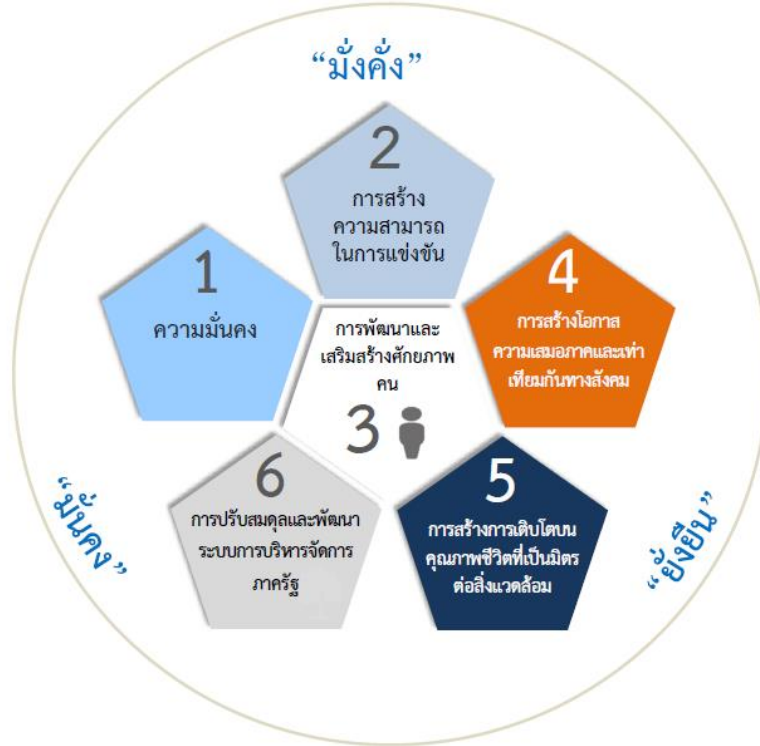 “มั่งคั่ง”
2
การสร้าง
ความสามารถ
ในการแข่งขัน
1
ความมั่นคง
4
การสร้างโอกาส
ความเสมอภาคและเท่า
เทียมกันทางสังคม
การพัฒนาและ
เสริมสร้างศักยภาพ
คน
3
6
การปรับสมดุลและพัฒนา
ระบบการบริหารจัดการ
ภาครัฐ
5
การสร้างการเติบโตบน
คุณภาพชีวิตที่เป็นมิตร
ต่อสิ่งแวดล้อม
“มั่นคง”
“ยั่งยืน”